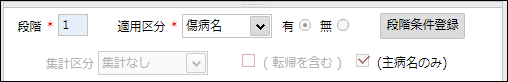 段階 * 1 適用区分 * 傷病名 有 無 段階条件登録
集計区分 集計なし ( 転帰を含む ) (主病名のみ)